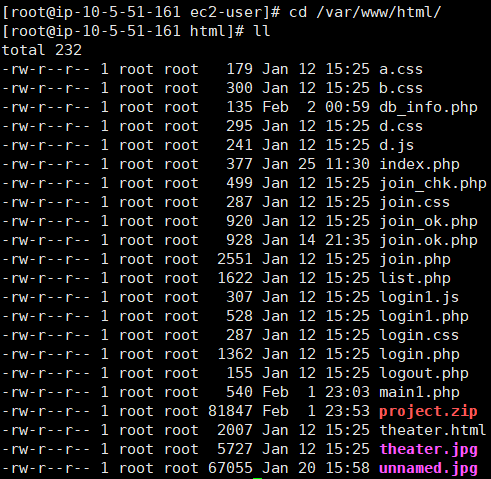 [root@ip-10-5-51-161 ec2-user]# cd /var/www/html/
[root@ip-10-5-51-161 html]# ll
total 232
-rw-r--r-- 1 root root   179 Jan 12 15:25 a.css
-rw-r--r-- 1 root root   300 Jan 12 15:25 b.css
-rw-r--r-- 1 root root   135 Feb  2 00:59 db_info.php
-rw-r--r-- 1 root root   295 Jan 12 15:25 d.css
-rw-r--r-- 1 root root   241 Jan 12 15:25 d.js
-rw-r--r-- 1 root root   377 Jan 25 11:30 index.php
-rw-r--r-- 1 root root   499 Jan 12 15:25 join_chk.php
-rw-r--r-- 1 root root   287 Jan 12 15:25 join.css
-rw-r--r-- 1 root root   920 Jan 12 15:25 join_ok.php
-rw-r--r-- 1 root root   928 Jan 14 21:35 join.ok.php
-rw-r--r-- 1 root root  2551 Jan 12 15:25 join.php
-rw-r--r-- 1 root root  1622 Jan 12 15:25 list.php
-rw-r--r-- 1 root root   307 Jan 12 15:25 login1.js
-rw-r--r-- 1 root root   528 Jan 12 15:25 login1.php
-rw-r--r-- 1 root root   287 Jan 12 15:25 login.css
-rw-r--r-- 1 root root  1362 Jan 12 15:25 login.php
-rw-r--r-- 1 root root   155 Jan 12 15:25 logout.php
-rw-r--r-- 1 root root   540 Feb  1 23:03 main1.php
-rw-r--r-- 1 root root 81847 Feb  1 23:53 project.zip
-rw-r--r-- 1 root root  2007 Jan 12 15:25 theater.html
-rw-r--r-- 1 root root  5727 Jan 12 15:25 theater.jpg
-rw-r--r-- 1 root root 67055 Jan 20 15:58 unnamed.jpg